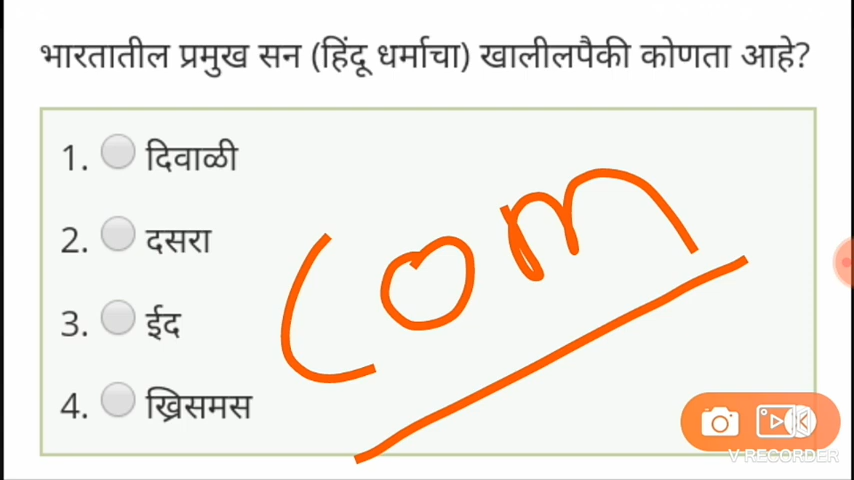 भारतातील प्रमुख सन (हिंदू धर्माचा) खालीलपैकी कोणता आहे?
1. दिवाळी
2. दसरा
3. ईद
4. ख्रिसमस
com
V RECORDER